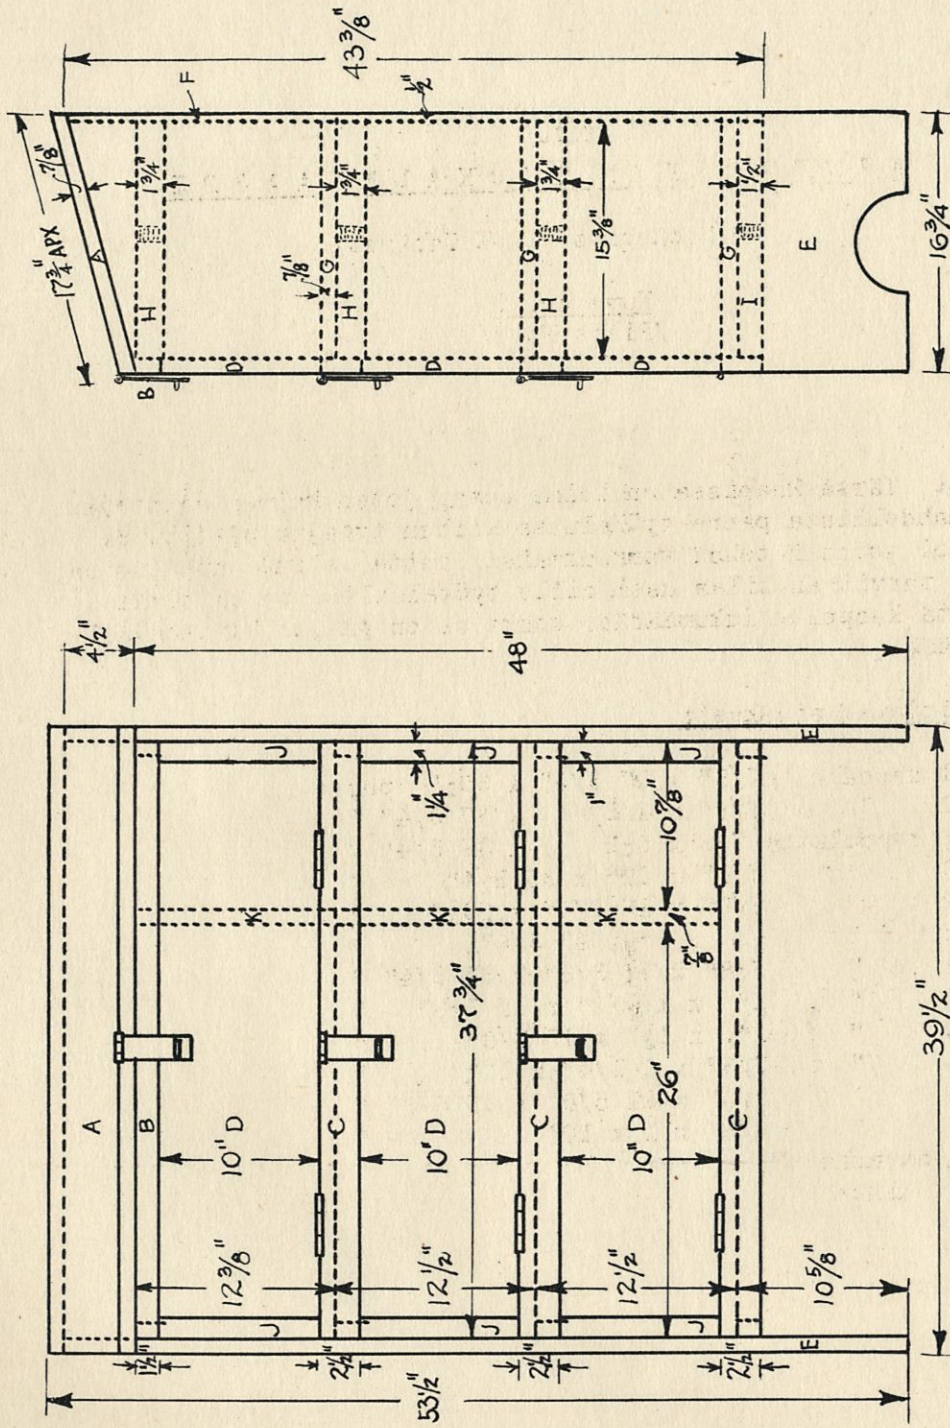 17 3/4" APX
7/8"
A
B
H
1 3/4"
F
43 3/8"
D
7/8"
G
H
1 3/4"
1/2"
D
G
H
1 3/4"
15 3/8"
D
G
I
1 1/2"
E
16 3/4"
A
4 1/2"
B
1 1/2"
12 3/8"
J
10" D
K
J
48"
53 1/2"
2 1/2"
C
12 1/2"
J
10" D
37 3/4"
K
1 1/4"
J
2 1/2"
C
12 1/2"
10" D
26"
K
7/8"
10 7/8"
1"
J
2 1/2"
C
10 5/8"
E
E
39 1/2"